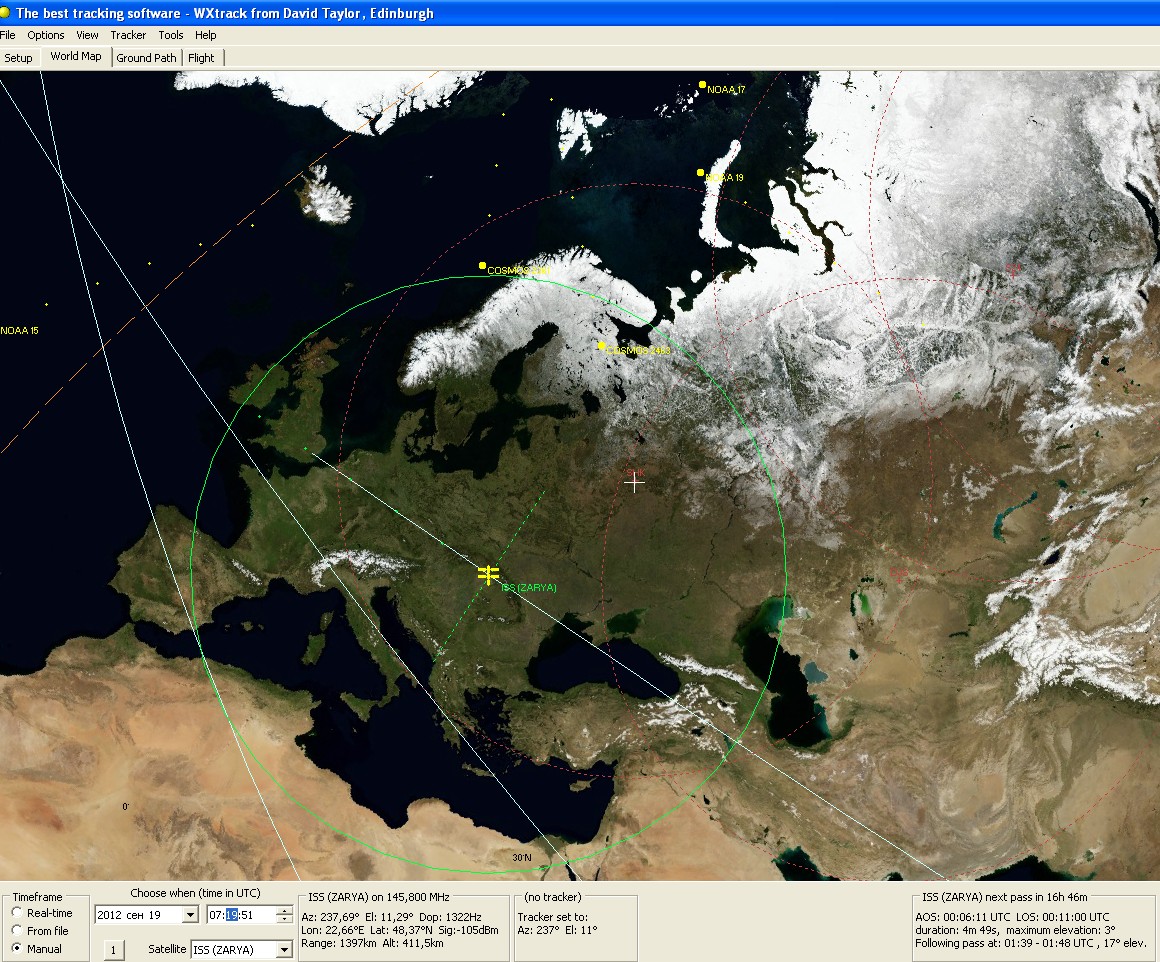 The best tracking software - WXtrack from David Taylor, Edinburgh
File Options View Tracker Tools Help
Setup World Map Ground Path Flight
NOAA 17
NOAA 19
COSMOS
NOAA 15
COSMOS 2463
ISS (ZARYA)
0°
30°N
Timeframe
Real-time
From file
Manual
Choose when (time in UTC)
2012 сен 19 07:19:51
1 Satellite ISS (ZARYA)
ISS (ZARYA) on 145,800 MHz
Az: 237,69° El: 11,29° Dop: 1322Hz
Lon: 22,66°E Lat: 48,37°N Sig:-105dBm
Range: 1397km Alt: 411,5km
(no tracker)
Tracker set to:
Az: 237° El: 11°
ISS (ZARYA) next pass in 16h 46m
AOS: 00:06:11 UTC LOS: 00:11:00 UTC
duration: 4m 49s, maximum elevation: 3°
Following pass at: 01:39 - 01:48 UTC , 17° elev.